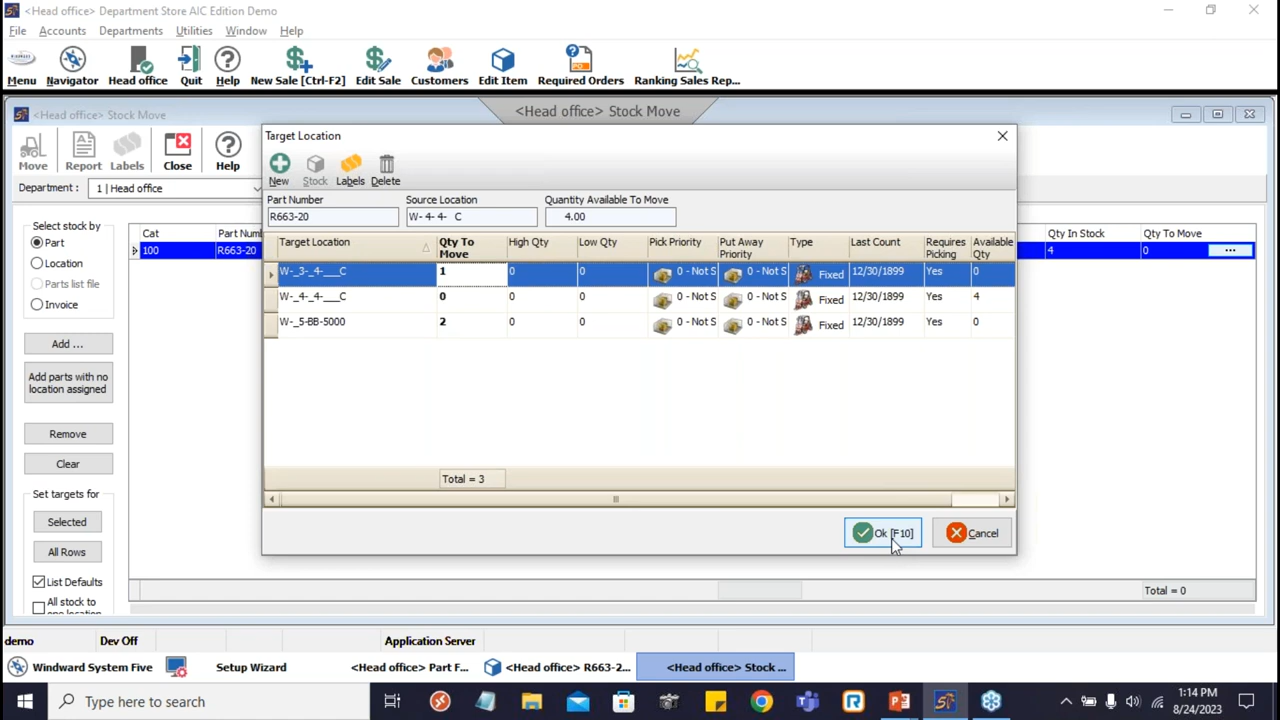 <Head office> Department Store AIC Edition Demo
File Accounts Departments Utilities Window Help
Menu Navigator Head office Quit Help New Sale [Ctrl-F2] Edit Sale Customers Edit Item Required Orders Ranking Sales Rep...
<Head office> Stock Move
<Head office> Stock Move
Move Report Labels Close Help
Department : 1 | Head office
Select stock by
Part
Location
Parts list file
Invoice
Add ...
Add parts with no
location assigned
Remove
Clear
Set targets for
Selected
All Rows
List Defaults
All stock to
Cat Part Num Qty In Stock Qty To Move
100 R663-20 4 0 ...
Total = 0
Target Location
New Stock Labels Delete
Part Number Source Location Quantity Available To Move
R663-20 W- 4- 4- C 4.00
Target Location Qty To Move High Qty Low Qty Pick Priority Put Away Priority Type Last Count Requires Picking Available Qty
W-_3-_4-___C 1 0 0 0 - Not S 0 - Not S Fixed 12/30/1899 Yes 0
W-_4-_4-___C 0 0 0 0 - Not S 0 - Not S Fixed 12/30/1899 Yes 4
W-_5-BB-5000 2 0 0 0 - Not S 0 - Not S Fixed 12/30/1899 Yes 0
Total = 3
Ok [F10] Cancel
demo Dev Off Application Server
Windward System Five Setup Wizard <Head office> Part F... <Head office> R663-2... <Head office> Stock ...
Type here to search
1:14 PM
8/24/2023